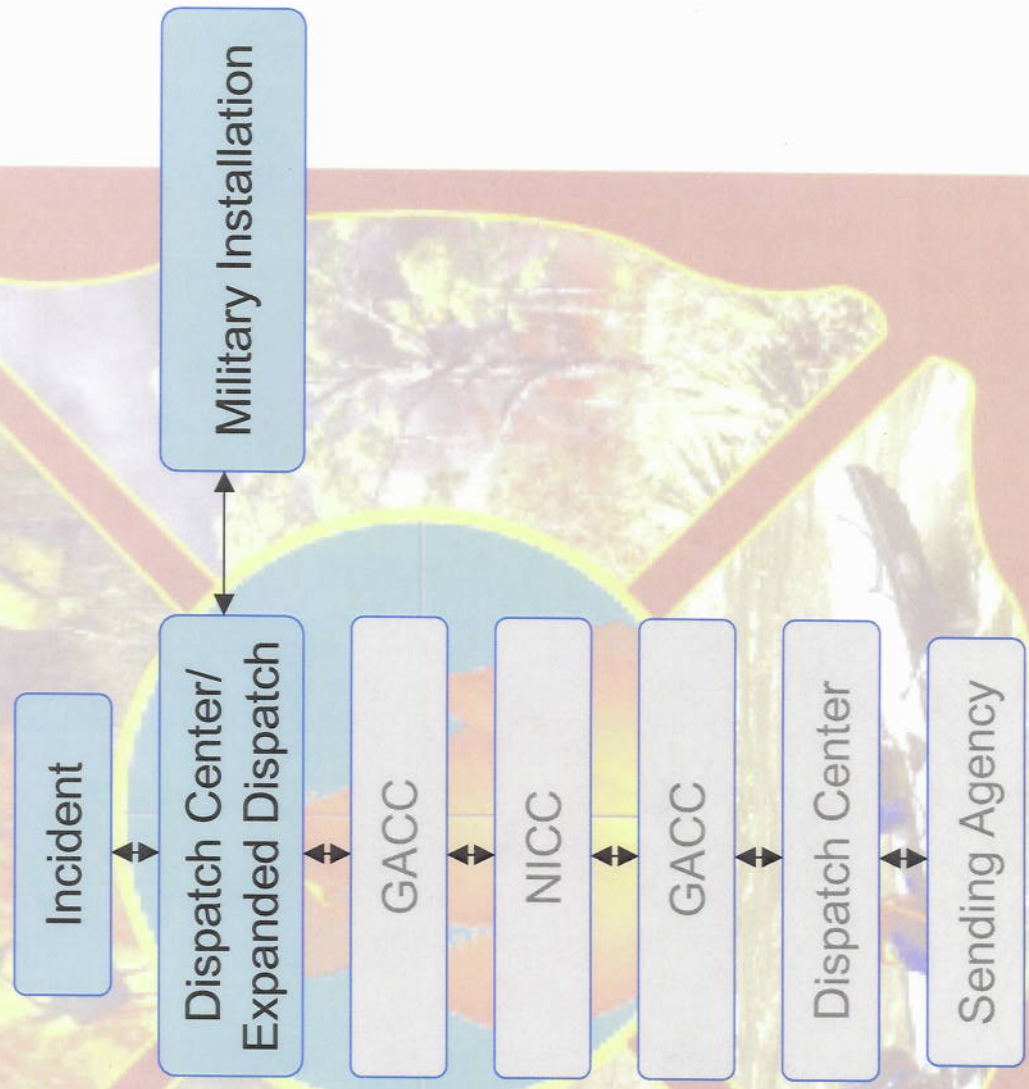 Incident
Dispatch Center/
Expanded Dispatch
Military Installation
GACC
NICC
GACC
Dispatch Center
Sending Agency